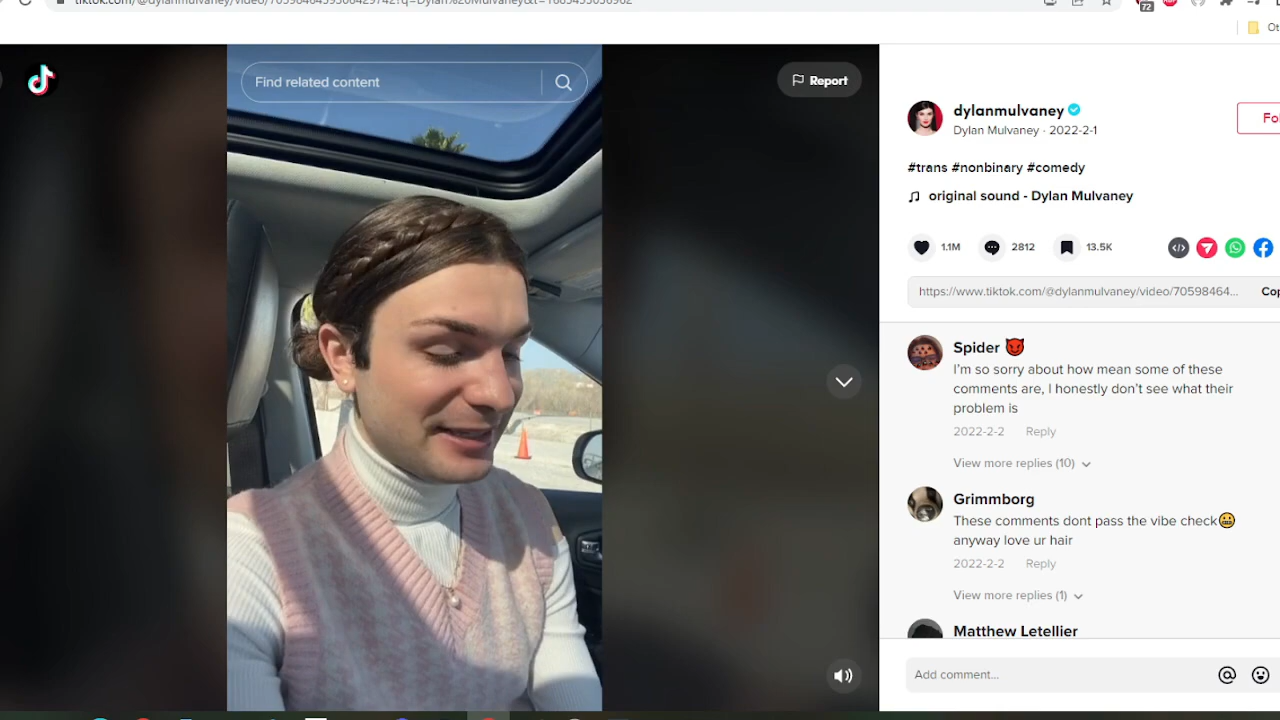 72
Find related content
Report
dylanmulvaney
Dylan Mulvaney · 2022-2-1
#trans #nonbinary #comedy
original sound - Dylan Mulvaney
1.1M
2812
13.5K
https://www.tiktok.com/@dylanmulvaney/video/70598464...
Spider
I'm so sorry about how mean some of these
comments are, I honestly don't see what their
problem is
2022-2-2 Reply
View more replies (10)
Grimmborg
These comments dont pass the vibe check😬
anyway love ur hair
2022-2-2 Reply
View more replies (1)
Matthew Letellier
Add comment...